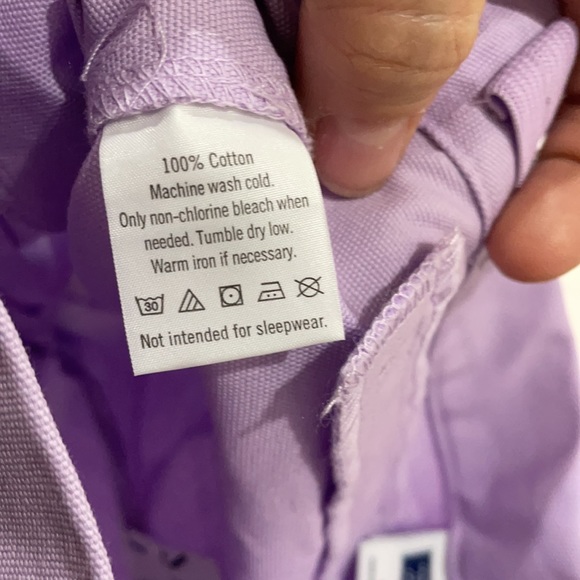 100% Cotton
Machine wash cold.
Only non-chlorine bleach when
needed. Tumble dry low.
Warm iron if necessary.
30
Not intended for sleepwear.